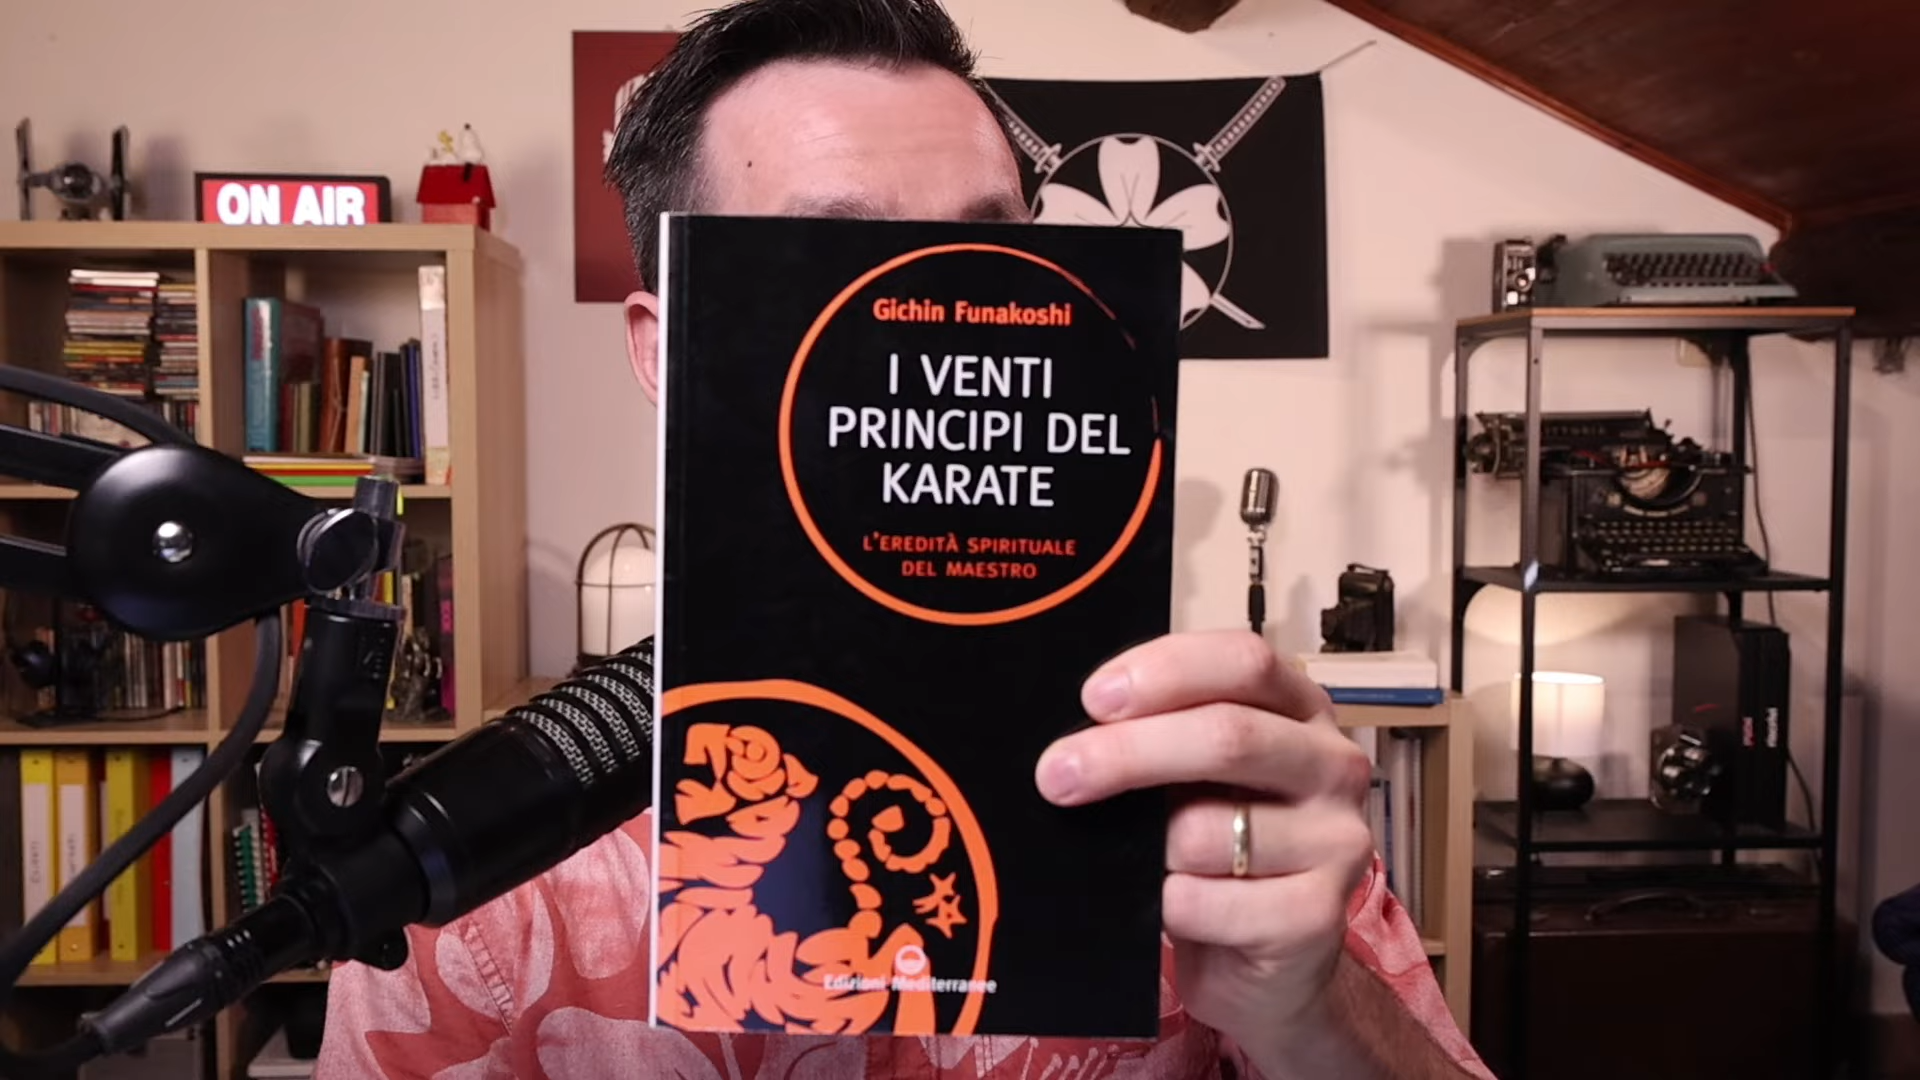 ON AIR
Gichin Funakoshi
I VENTI
PRINCIPI DEL
KARATE
L'EREDITÀ SPIRITUALE
DEL MAESTRO
Edizioni Mediterranee